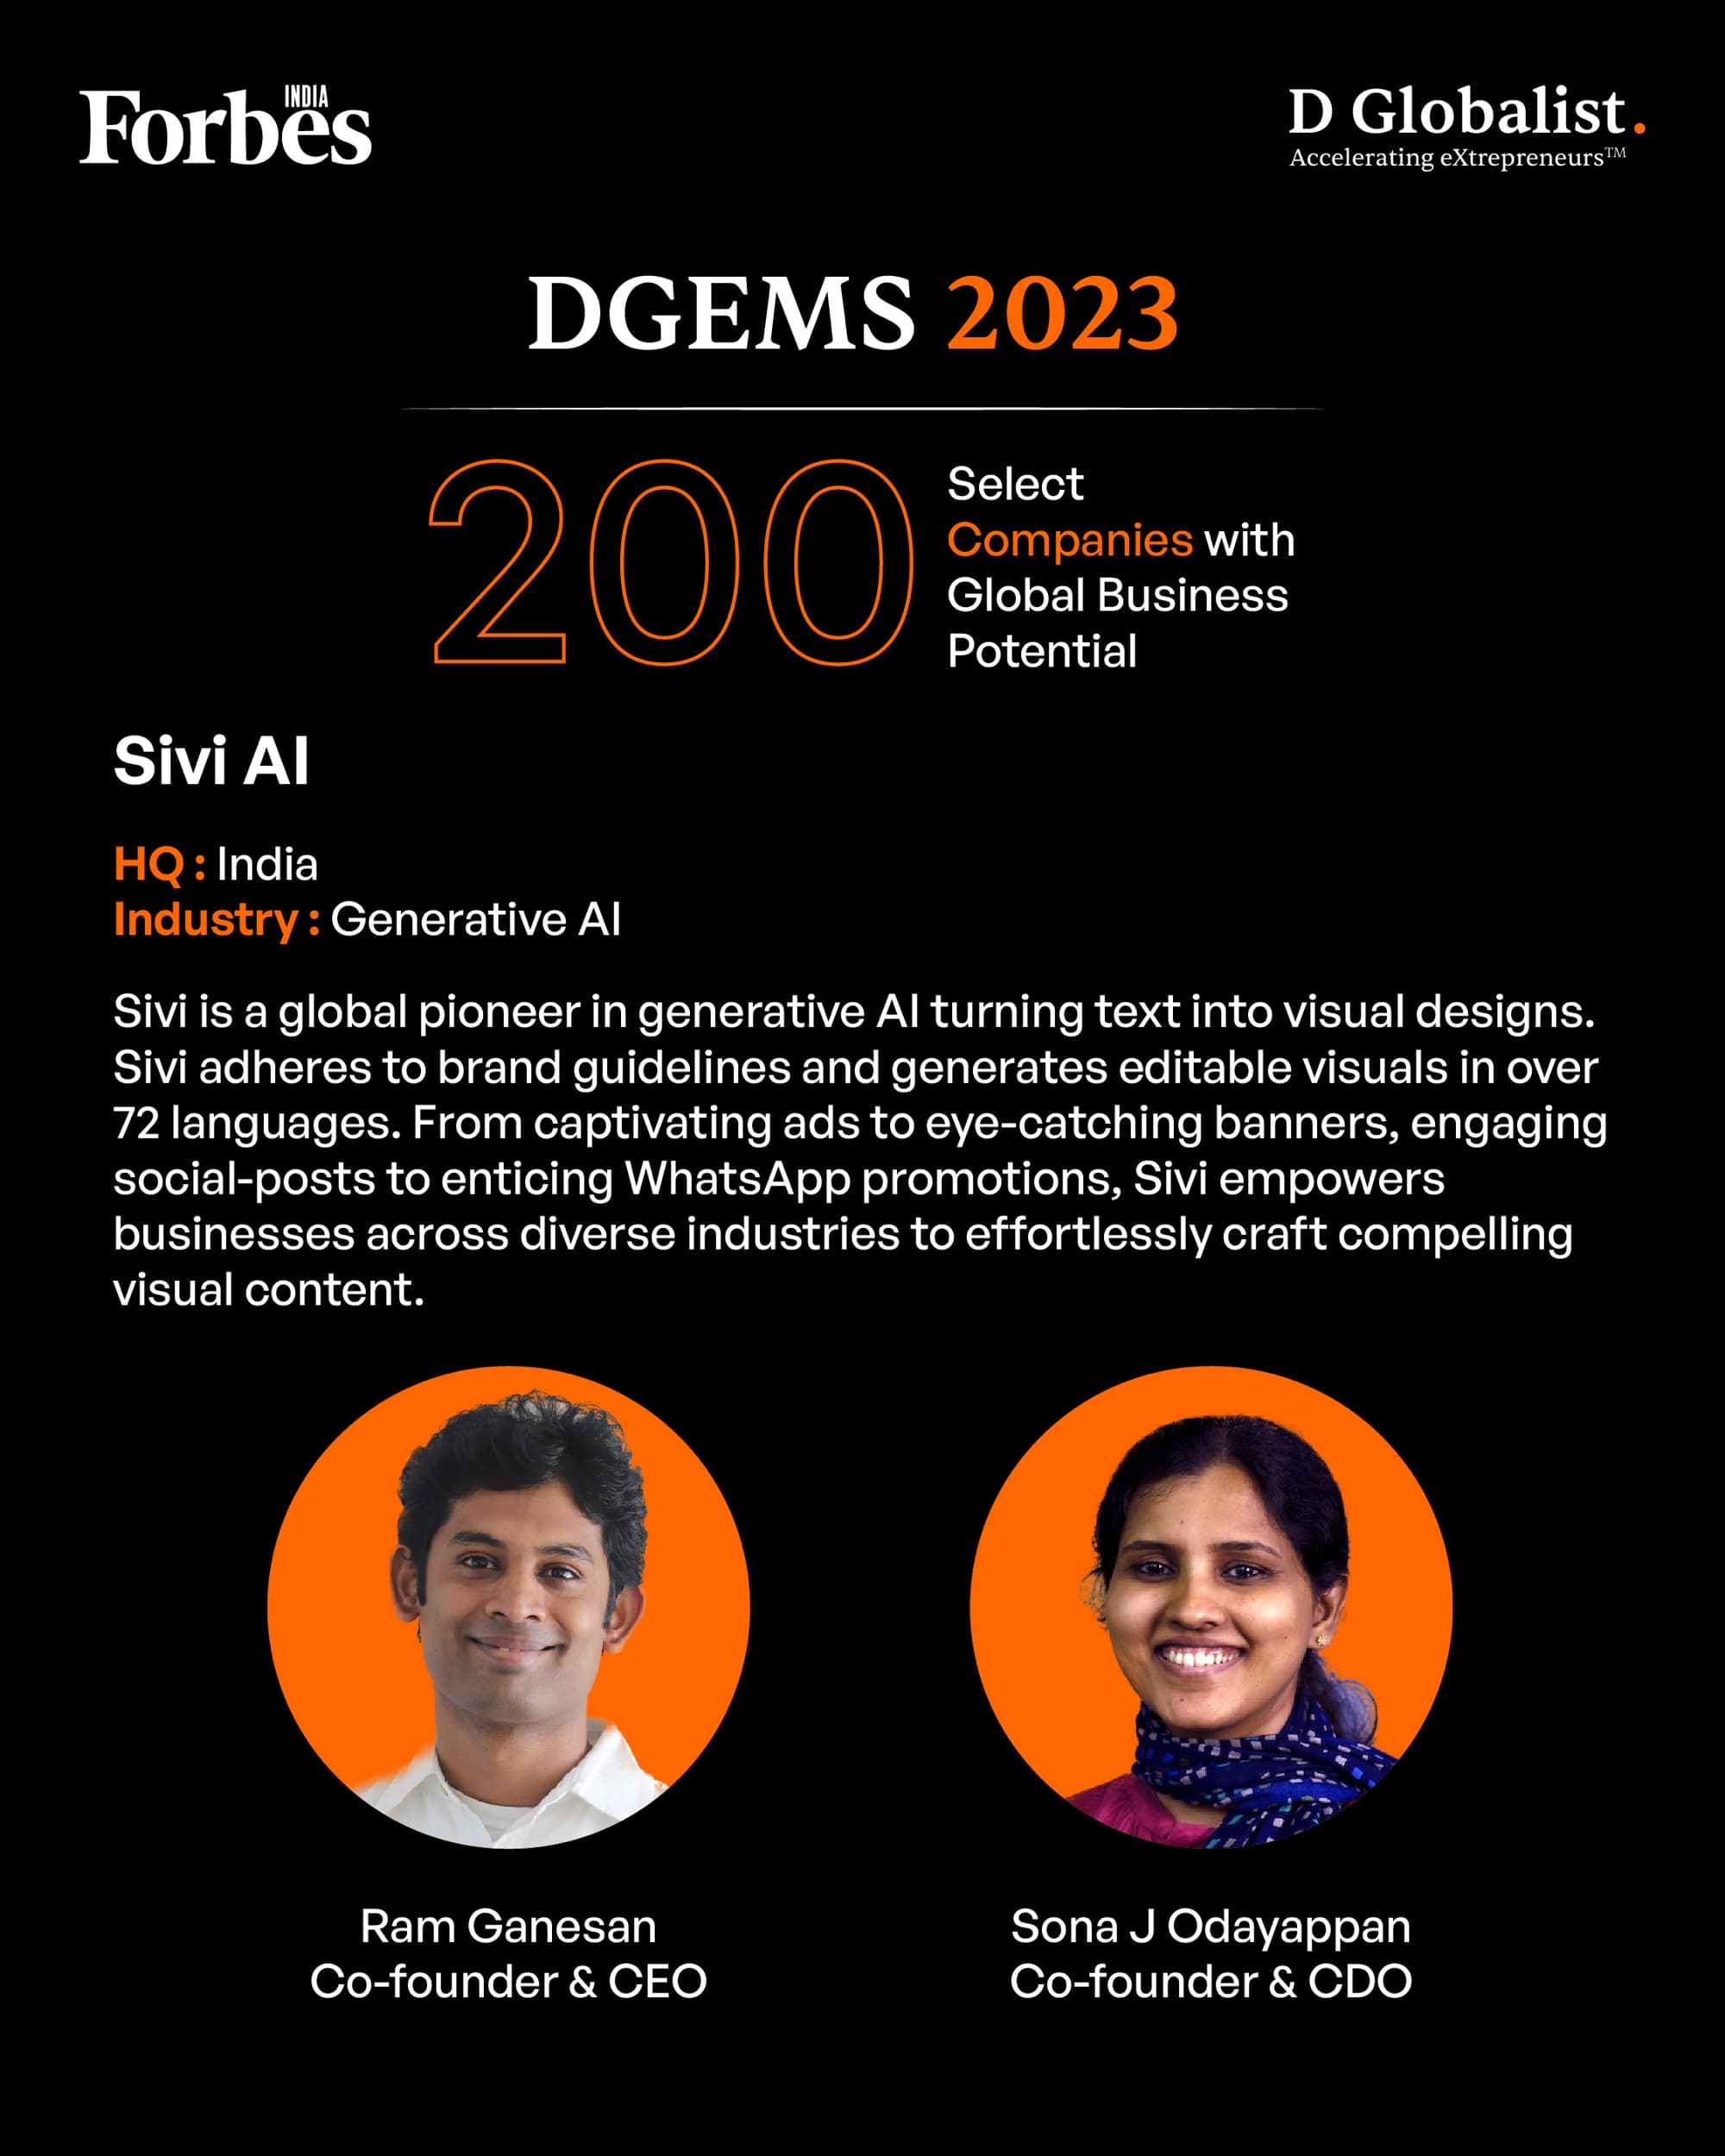 Forbes INDIA
D Globalist.
Accelerating eXtrepreneurs™
DGEMS 2023
200
Select
Companies with
Global Business
Potential
Sivi AI
HQ : India
Industry : Generative AI
Sivi is a global pioneer in generative AI turning text into visual designs.
Sivi adheres to brand guidelines and generates editable visuals in over
72 languages. From captivating ads to eye-catching banners, engaging
social-posts to enticing WhatsApp promotions, Sivi empowers
businesses across diverse industries to effortlessly craft compelling
visual content.
Ram Ganesan
Co-founder & CEO
Sona J Odayappan
Co-founder & CDO